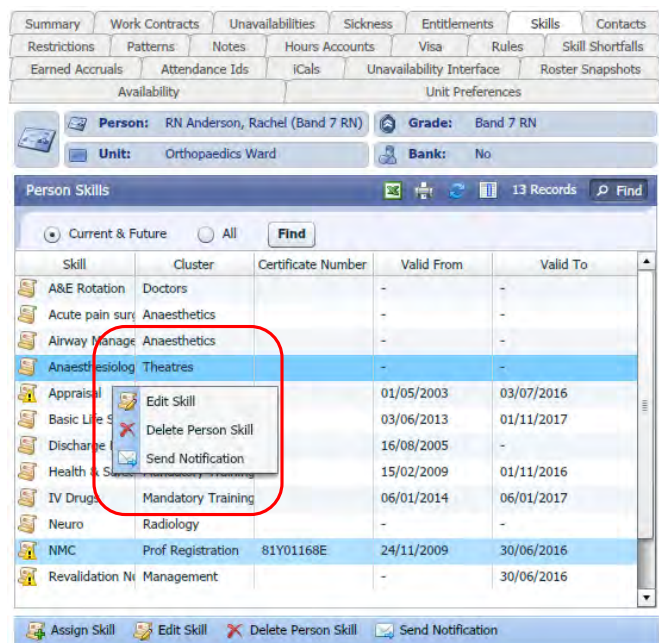 Summary Work Contracts Unavailabilities Sickness Entitlements Skills Contacts
Restrictions Patterns Notes Hours Accounts Visa Rules Skill Shortfalls
Earned Accruals Attendance Ids iCals Unavailability Interface Roster Snapshots
Availability Unit Preferences
Person: RN Anderson, Rachel (Band 7 RN) Grade: Band 7 RN
Unit: Orthopaedics Ward Bank: No
Person Skills 13 Records Find
Current & Future All Find
Skill Cluster Certificate Number Valid From Valid To
A&E Rotation Doctors - -
Acute pain surg Anaesthetics - -
Airway Manage Anaesthetics - -
Anaesthesiolog Theatres - -
Appraisal 01/05/2003 03/07/2016
Edit Skill
Basic Life S 03/06/2013 01/11/2017
Delete Person Skill
Discharge 16/08/2005 -
Send Notification
Health & 15/02/2009 01/11/2016
IV Drugs Mandatory Training 06/01/2014 06/01/2017
Neuro Radiology - -
NMC Prof Registration 81Y01168E 24/11/2009 30/06/2016
Revalidation Management - 30/06/2016
Assign Skill Edit Skill Delete Person Skill Send Notification